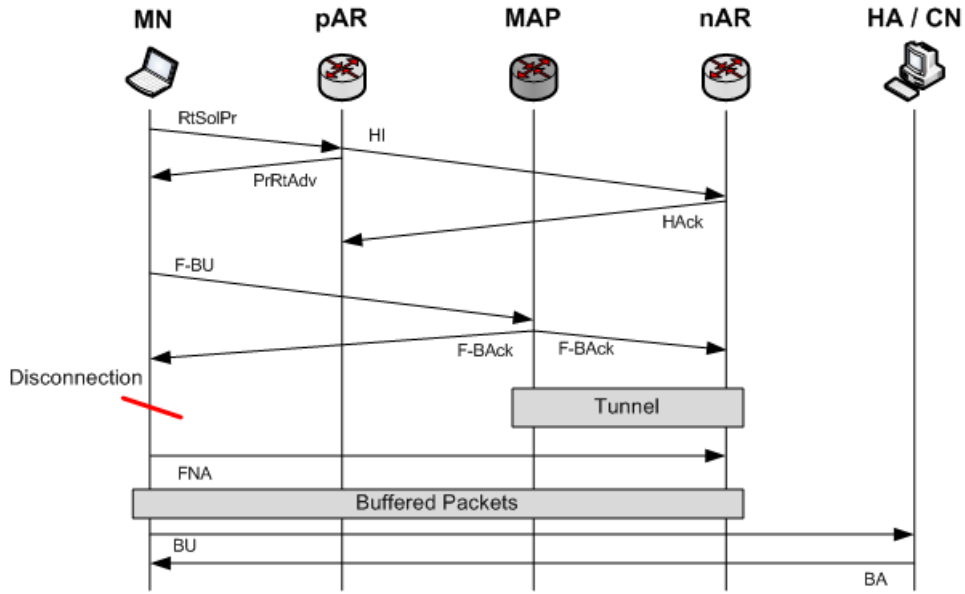 MN
pAR
MAP
nAR
HA / CN
RtSolPr
HI
PrRtAdv
HAck
F-BU
F-BAck
F-BAck
Disconnection
Tunnel
FNA
Buffered Packets
BU
BA